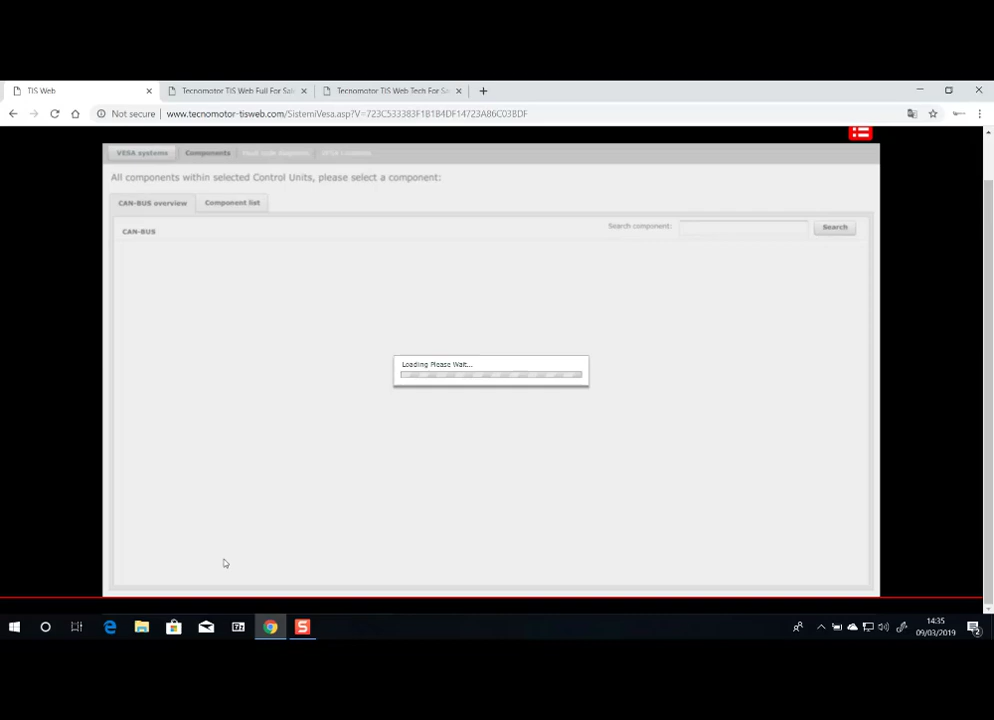 TIS Web
Tecnomotor TIS Web Full For Sale
Tecnomotor TIS Web Tech For Sa
Not secure
www.tecnomotor-tisweb.com/SistemiVesa.asp?V=723C533383F1B1B4DF14723A86C03BDF
VESA systems
Components
All components within selected Control Units, please select a component:
CAN-BUS overview
Component list
CAN-BUS
Search component:
Search
Loading Please Wait...
S
14:35
09/03/2019
2